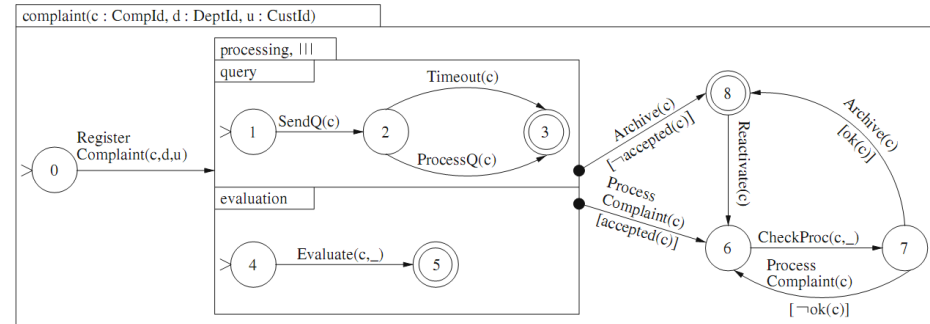 complaint(c : CompId, d : DeptId, u : CustId)
processing, |||
query
Timeout(c)
8
1
SendQ(c)
2
3
Archive(c)
[¬accepted(c)]
Archive(c)
[ok(c)]
Register
Complaint(c,d,u)
ProcessQ(c)
Reactivate(c)
0
evaluation
Process
Complaint(c)
[accepted(c)]
4
Evaluate(c,_)
5
6
CheckProc(c,_)
7
Process
Complaint(c)
[¬ok(c)]